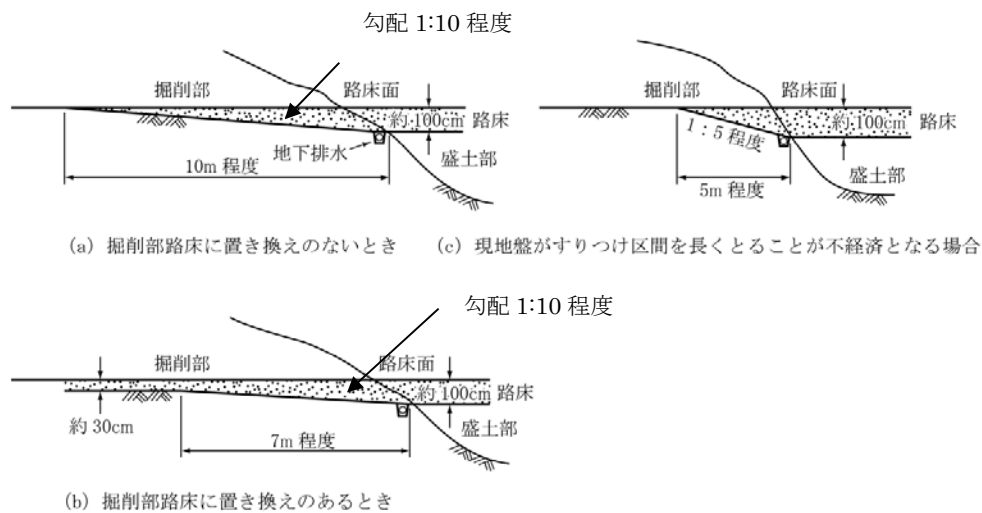 勾配 1:10 程度
掘削部
路床面
約 100cm
路床
地下排水
10m 程度
盛土部
(a) 掘削部路床に置き換えのないとき
掘削部
路床面
約 100cm
路床
1:5 程度
5m 程度
盛土部
(c) 現地盤がすりつけ区間を長くとることが不経済となる場合
勾配 1:10 程度
掘削部
路床面
約 100cm
路床
約 30cm
7m 程度
盛土部
(b) 掘削部路床に置き換えのあるとき